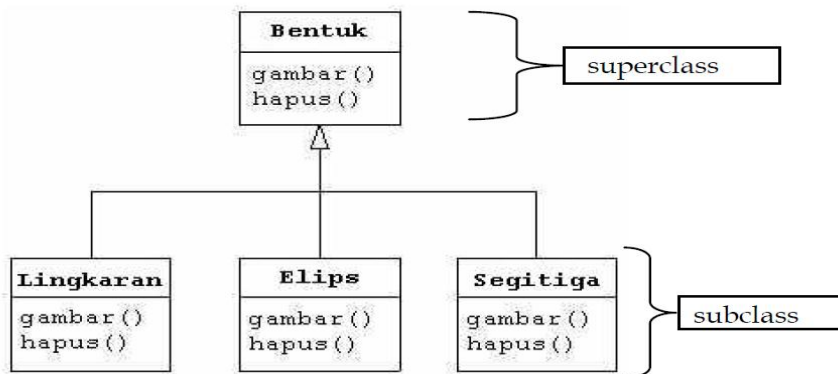 Bentuk
gambar()
hapus()
superclass
Lingkaran
gambar()
hapus()
Elips
gambar()
hapus()
Segitiga
gambar()
hapus()
subclass